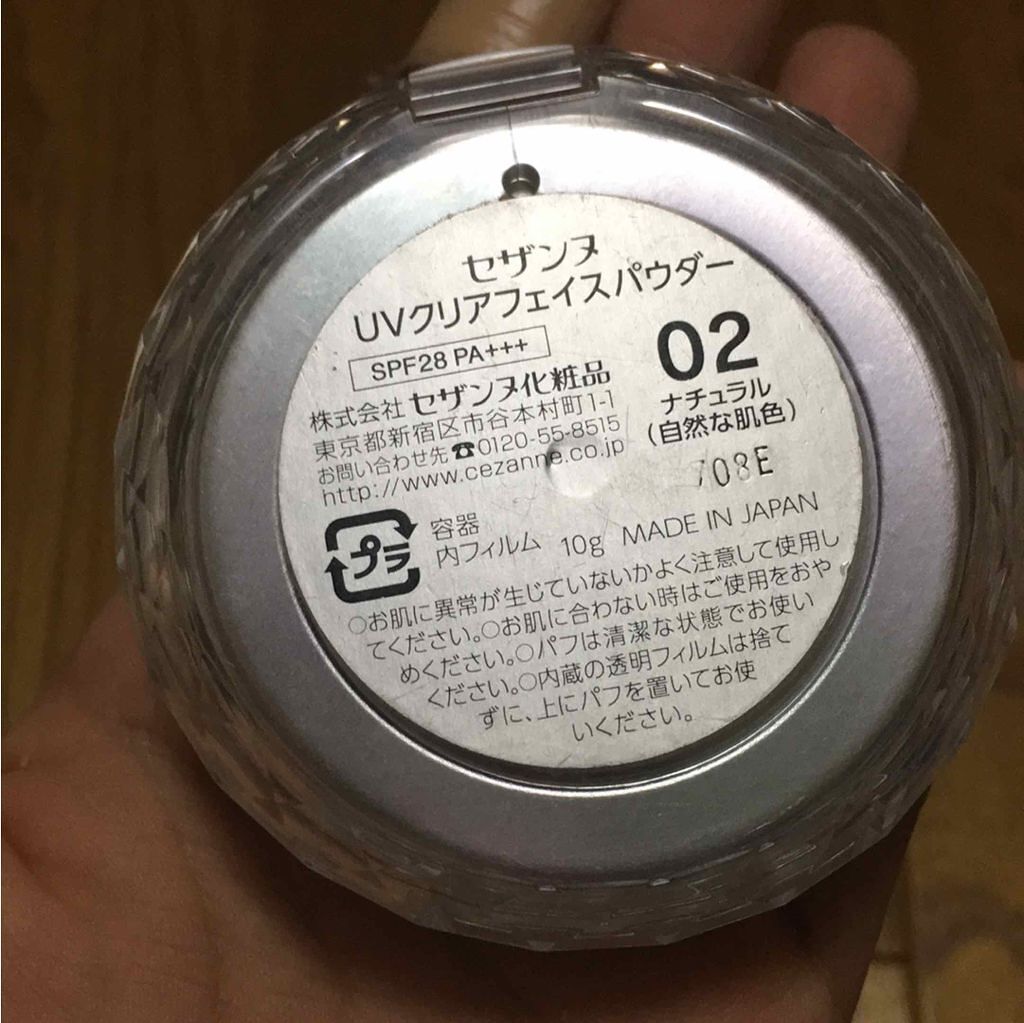 セザンヌ
UVクリアフェイスパウダー
SPF28 PA+++
02
ナチュラル
(自然な肌色)
株式会社 セザンヌ化粧品
東京都新宿区市谷本村町1-1
お問い合わせ先☎0120-55-8515
http://www.cezanne.co.jp
708E
プラ
容器
内フィルム 10g MADE IN JAPAN
○お肌に異常が生じていないかよく注意して使用し
てください。○お肌に合わない時はご使用をおや
めください。○パフは清潔な状態でお使い
ください。○内蔵の透明フィルムは捨て
ずに、上にパフを置いてお使
いください。